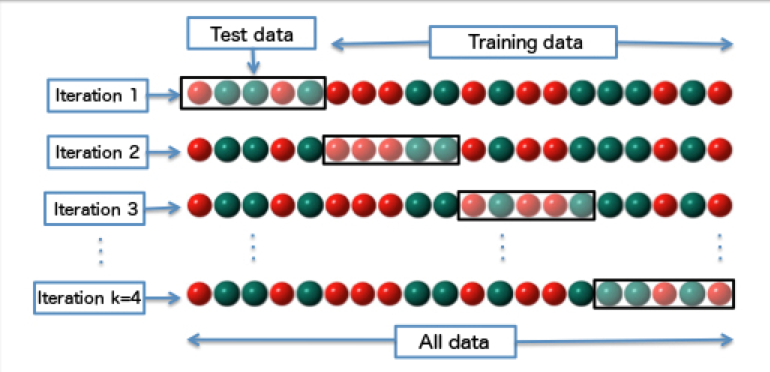 Test data
Training data
Iteration 1
Iteration 2
Iteration 3
Iteration k=4
All data